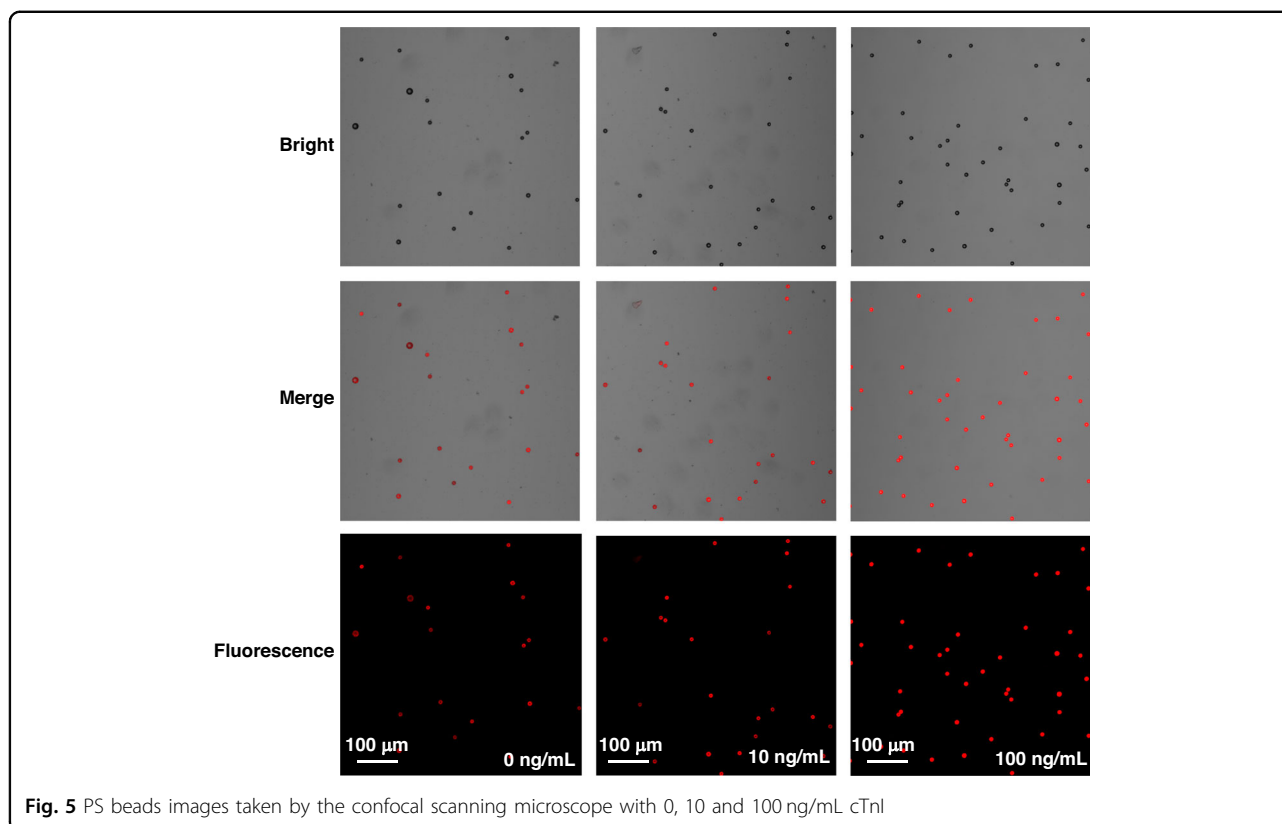 Bright
Merge
Fluorescence
100 µm 0 ng/mL
100 µm 10 ng/mL
100 µm 100 ng/mL
Fig. 5 PS beads images taken by the confocal scanning microscope with 0, 10 and 100 ng/mL cTnI